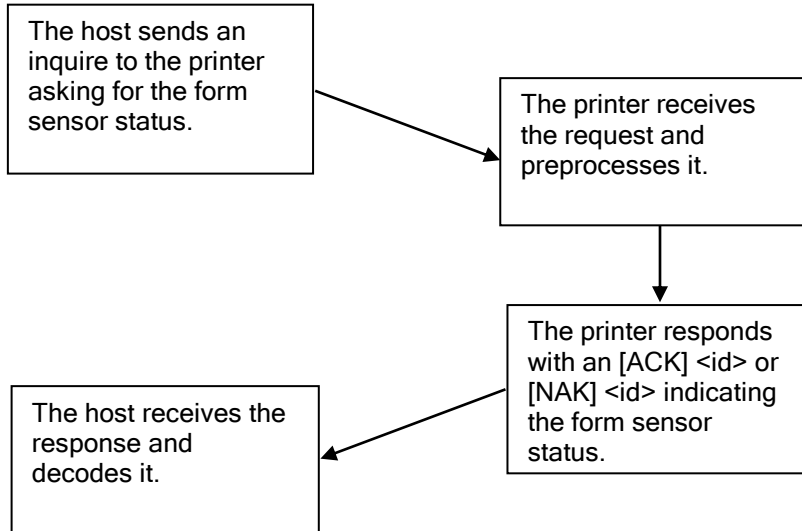 The host sends an
inquire to the printer
asking for the form
sensor status.
The printer receives
the request and
preprocesses it.
The printer responds
with an [ACK] <id> or
[NAK] <id> indicating
the form sensor
status.
The host receives the
response and
decodes it.